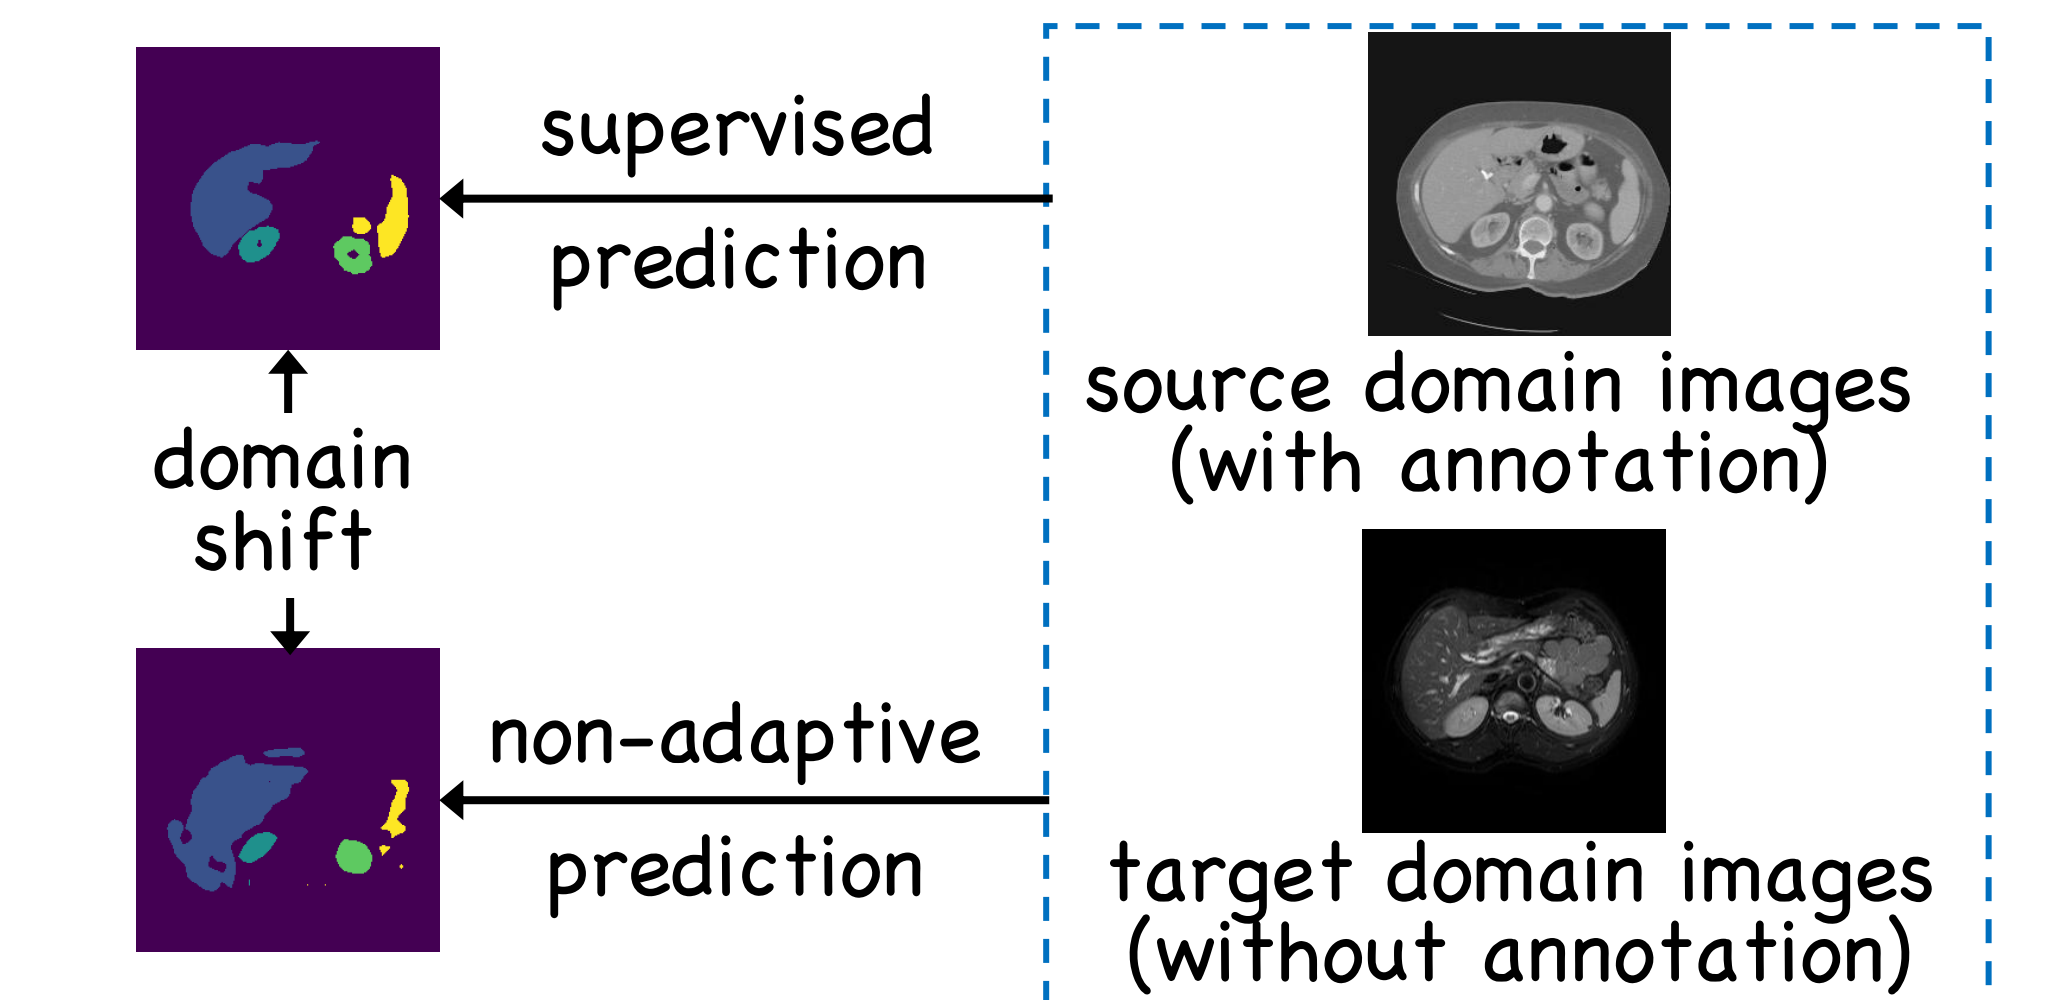 supervised
prediction
source domain images
(with annotation)
domain
shift
non-adaptive
prediction
target domain images
(without annotation)